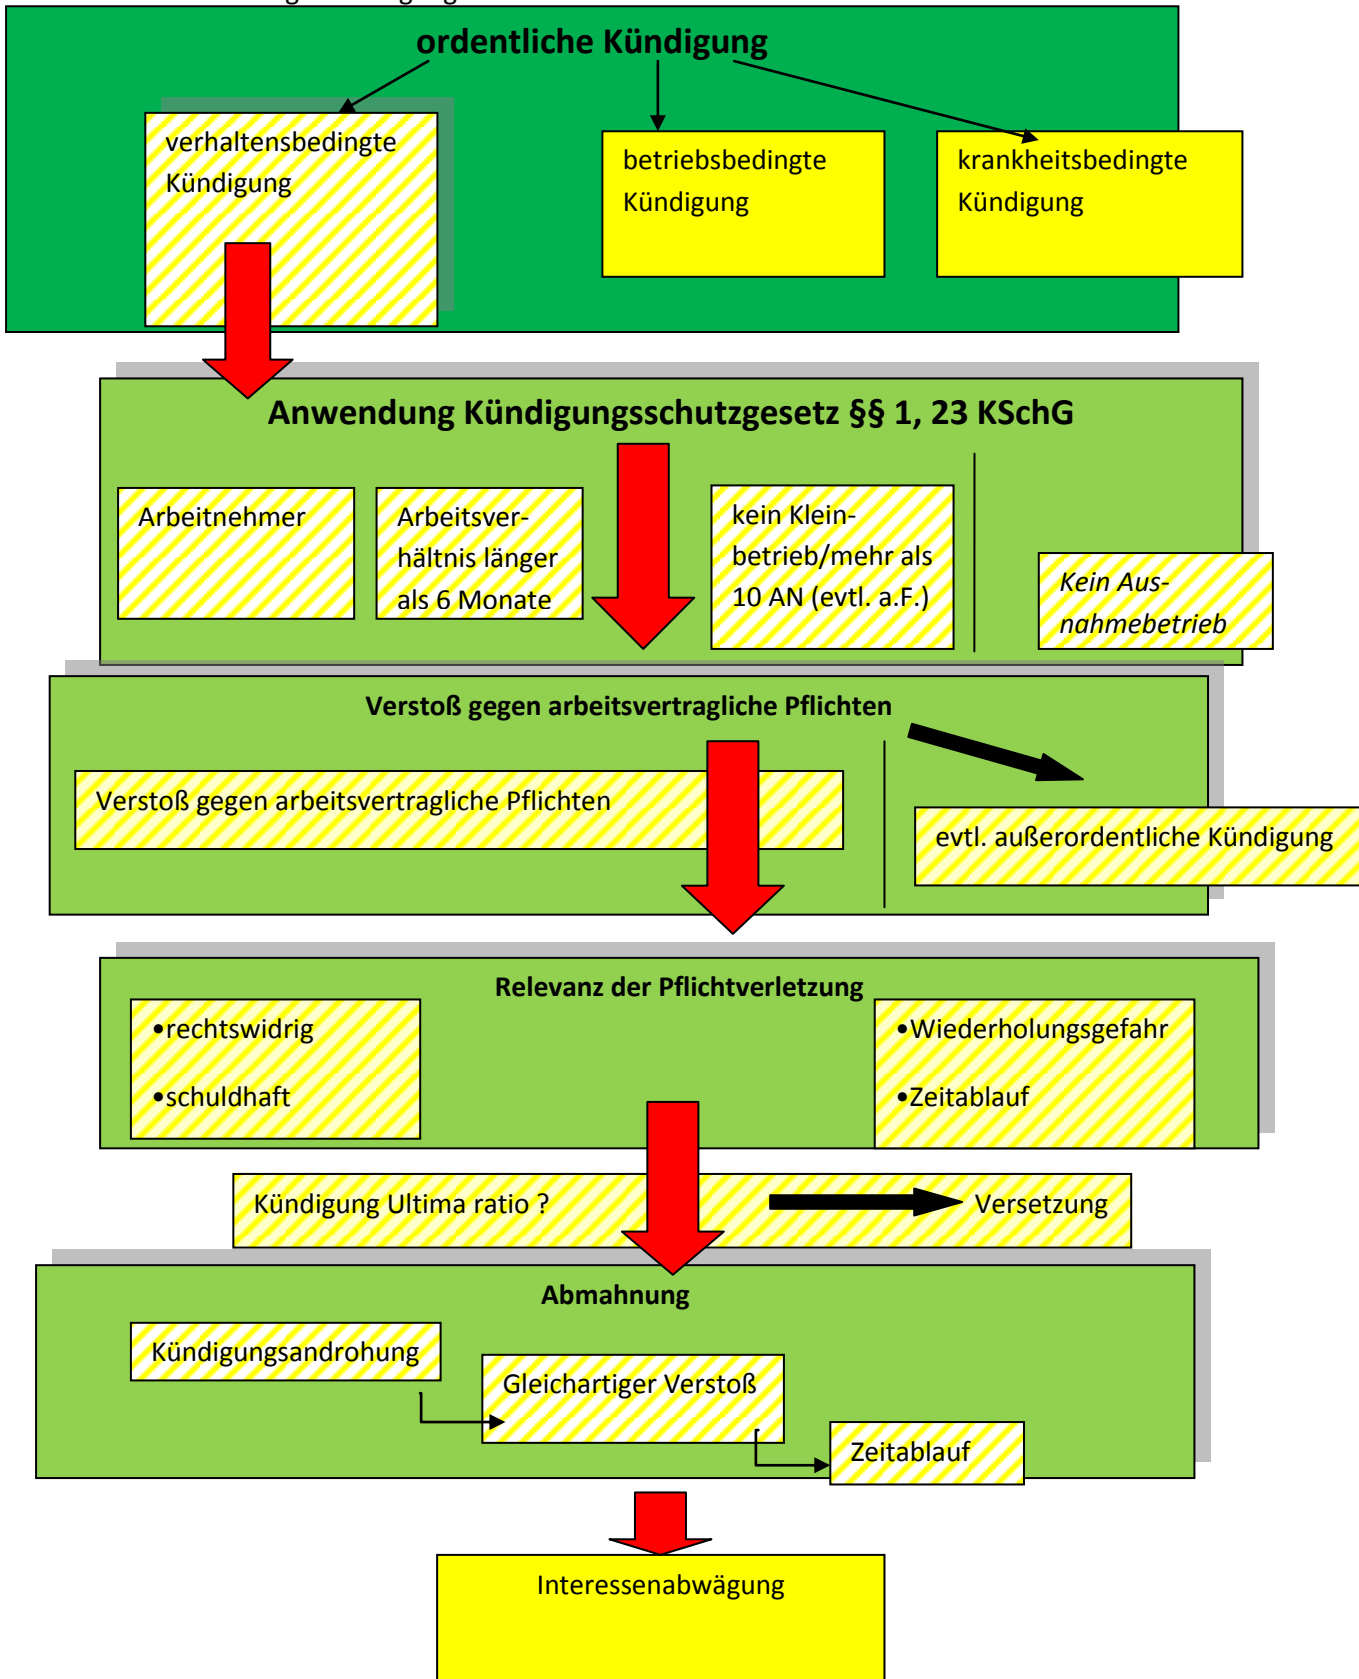 ordentliche Kündigung
verhaltensbedingte
Kündigung
betriebsbedingte
Kündigung
krankheitsbedingte
Kündigung
Anwendung Kündigungsschutzgesetz §§ 1, 23 KSchG
Arbeitnehmer
Arbeitsver-
hältnis länger
als 6 Monate
kein Klein-
betrieb/mehr als
10 AN (evtl. a.F.)
Kein Aus-
nahmebetrieb
Verstoß gegen arbeitsvertragliche Pflichten
Verstoß gegen arbeitsvertragliche Pflichten
evtl. außerordentliche Kündigung
Relevanz der Pflichtverletzung
•rechtswidrig
•schuldhaft
•Wiederholungsgefahr
•Zeitablauf
Kündigung Ultima ratio ?
Versetzung
Abmahnung
Kündigungsandrohung
Gleichartiger Verstoß
Zeitablauf
Interessenabwägung